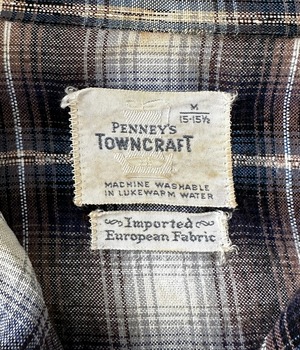 M
15-15½
PENNEY'S
TOWNCRAFT
MACHINE WASHABLE
IN LUKEWARM WATER
Imported
European Fabric